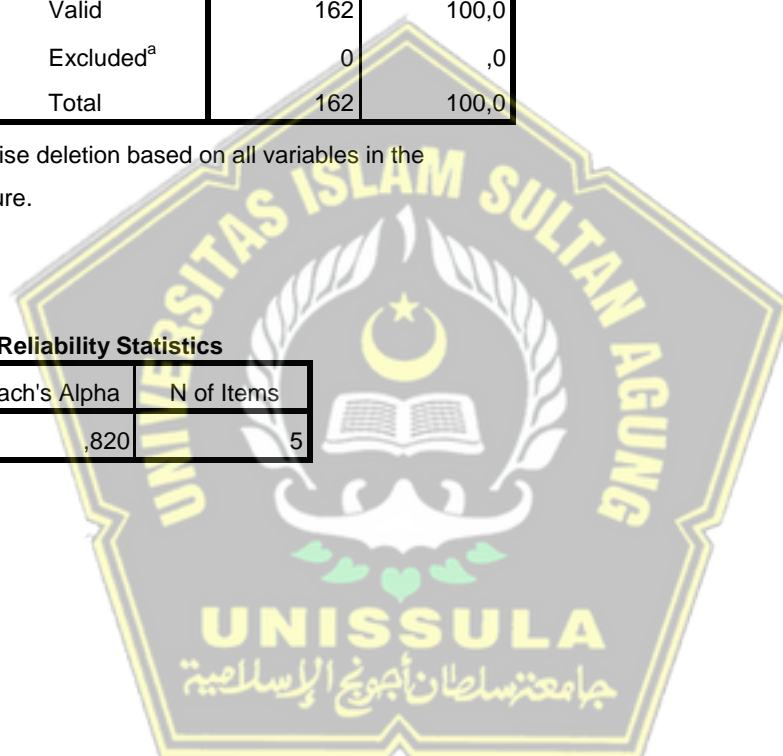 Valid 162 100,0
Excludedᵃ 0 ,0
Total 162 100,0
ise deletion based on all variables in the
ure.
Reliability Statistics
ach's Alpha N of Items
,820 5
UNIVERSITAS ISLAM SULTAN AGUNG
UNISSULA
جامعة سلطان أجونج الإسلامية